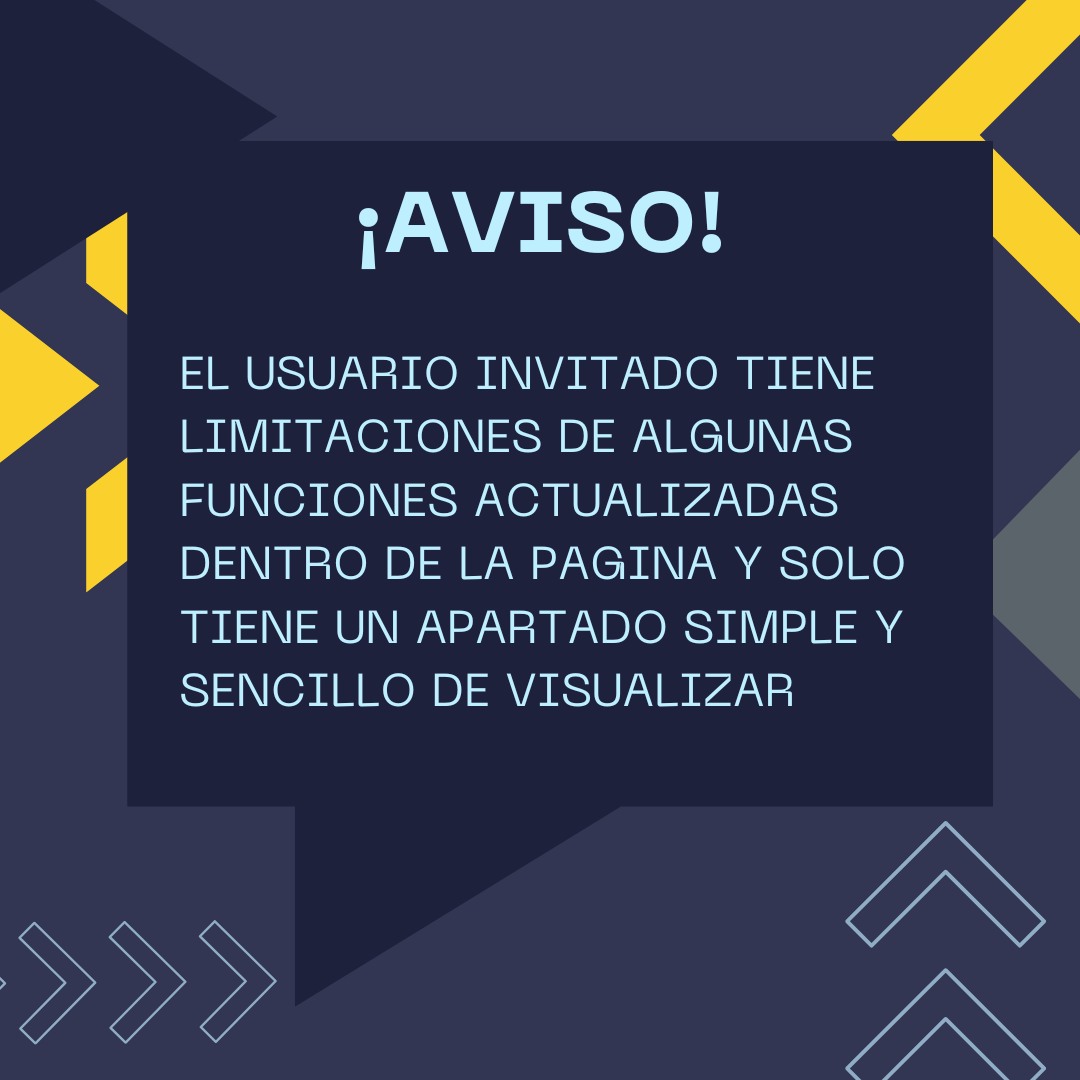 ¡AVISO!
EL USUARIO INVITADO TIENE
LIMITACIONES DE ALGUNAS
FUNCIONES ACTUALIZADAS
DENTRO DE LA PAGINA Y SOLO
TIENE UN APARTADO SIMPLE Y
SENCILLO DE VISUALIZAR